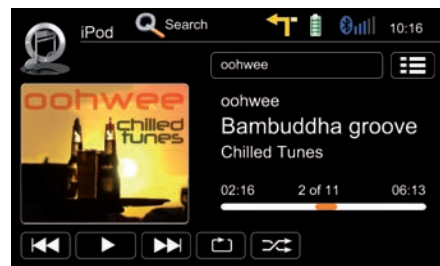 iPod
Search
10:16
oohwee
oohwee
chilled
tunes
oohwee
Bambuddha groove
Chilled Tunes
02:16 2 of 11 06:13